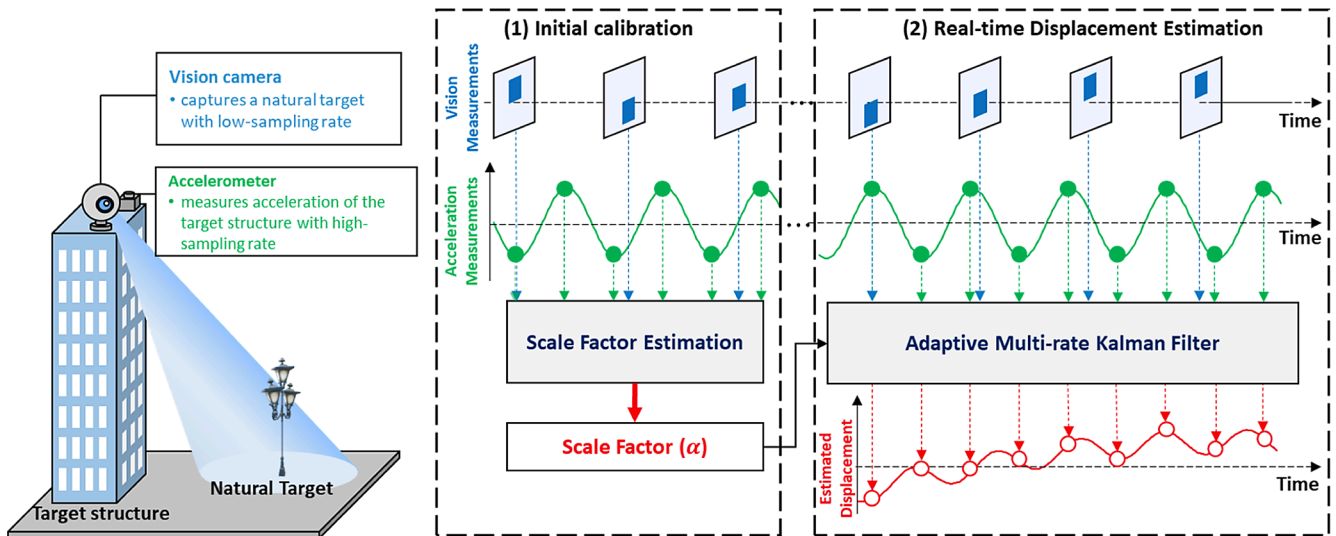 Vision camera
• captures a natural target
with low-sampling rate
Accelerometer
• measures acceleration of the
target structure with high-
sampling rate
Natural Target
Target structure
(1) Initial calibration
Vision
Measurements
Acceleration
Measurements
Scale Factor Estimation
Scale Factor (α)
(2) Real-time Displacement Estimation
Time
Time
Adaptive Multi-rate Kalman Filter
Estimated
Displacement
Time